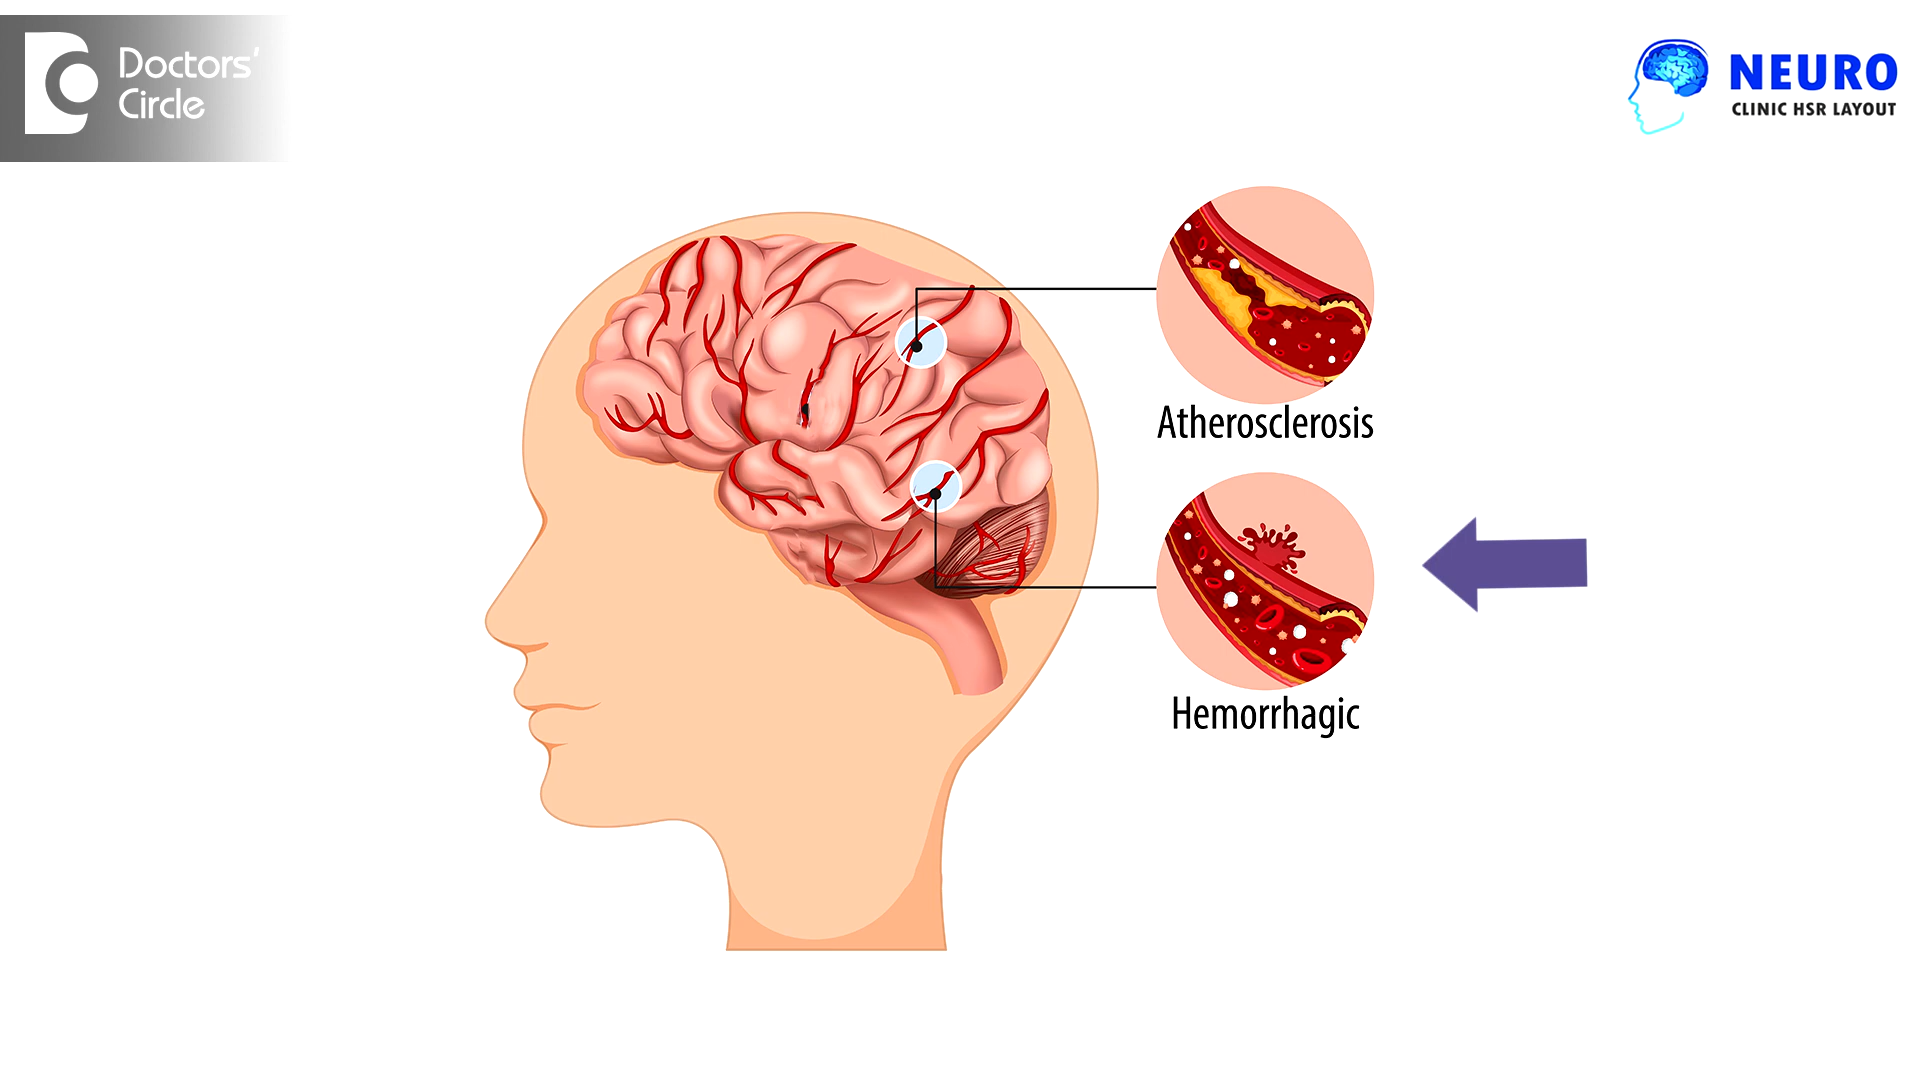 Doctors'
Circle
NEURO
CLINIC HSR LAYOUT
Atherosclerosis
Hemorrhagic